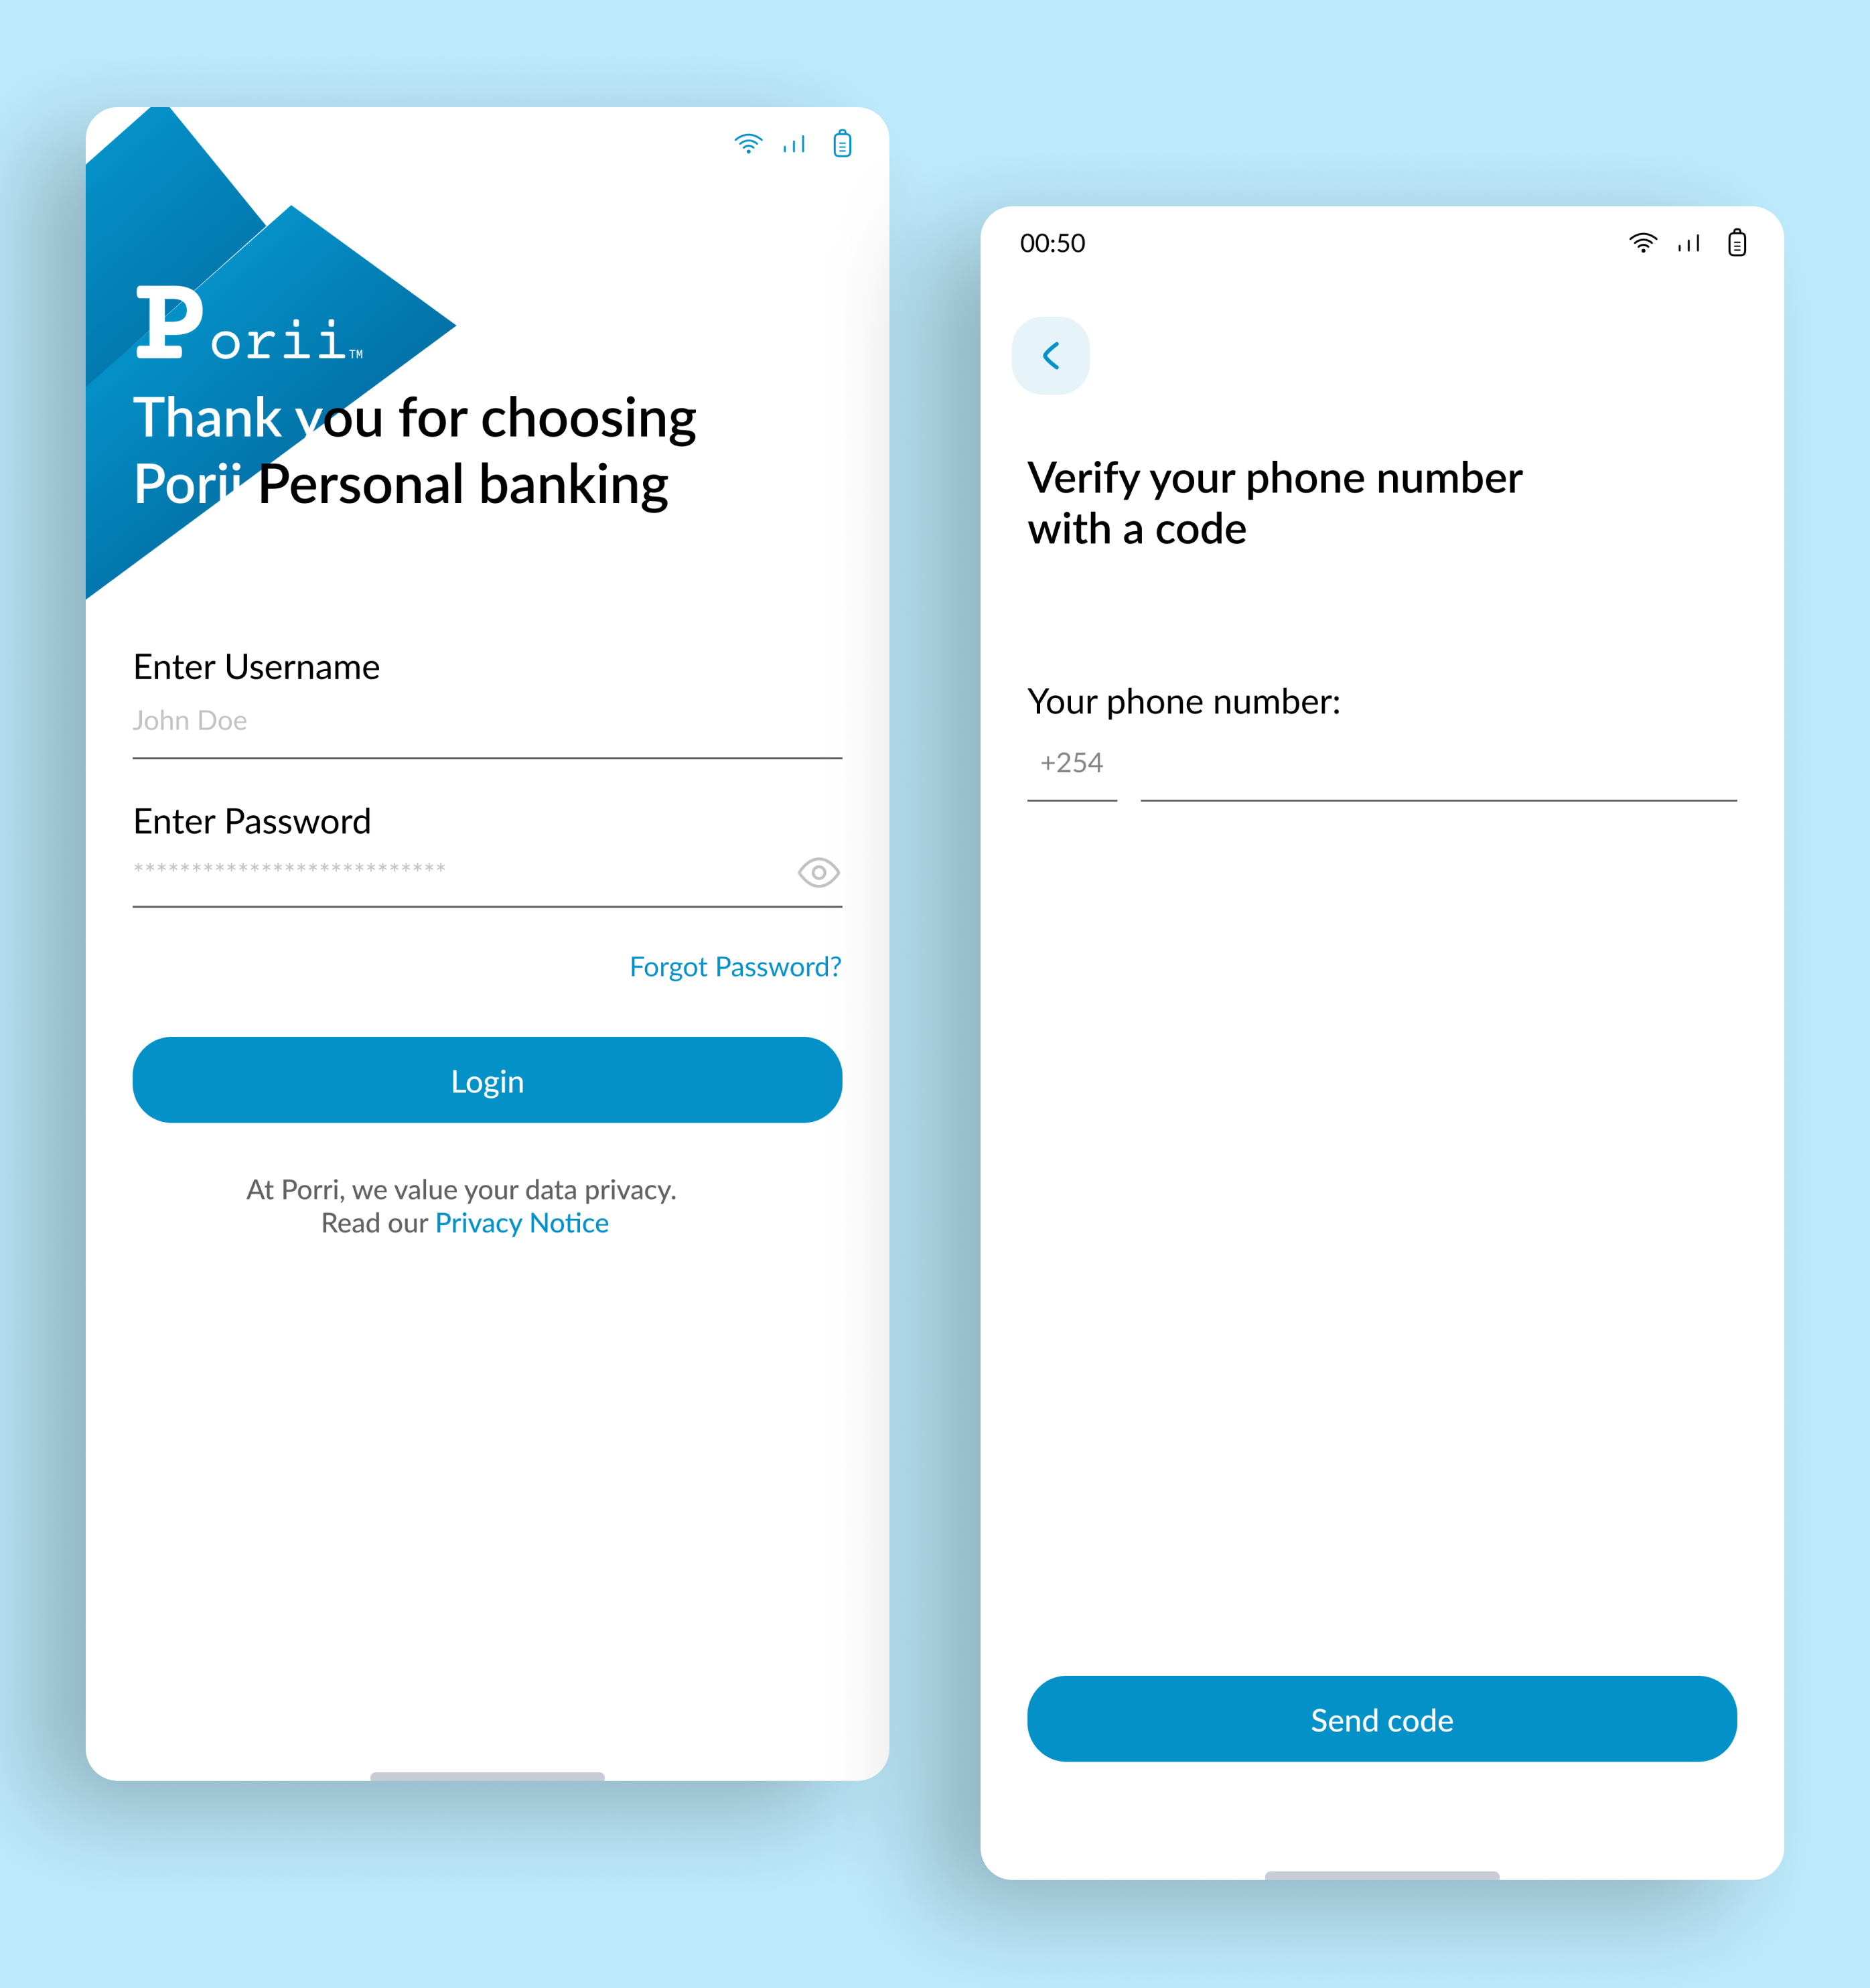 Porii™
Thank you for choosing
Porii Personal banking
Enter Username
John Doe
Enter Password
***************************
Forgot Password?
Login
At Porri, we value your data privacy.
Read our Privacy Notice
00:50
Verify your phone number
with a code
Your phone number:
+254
Send code